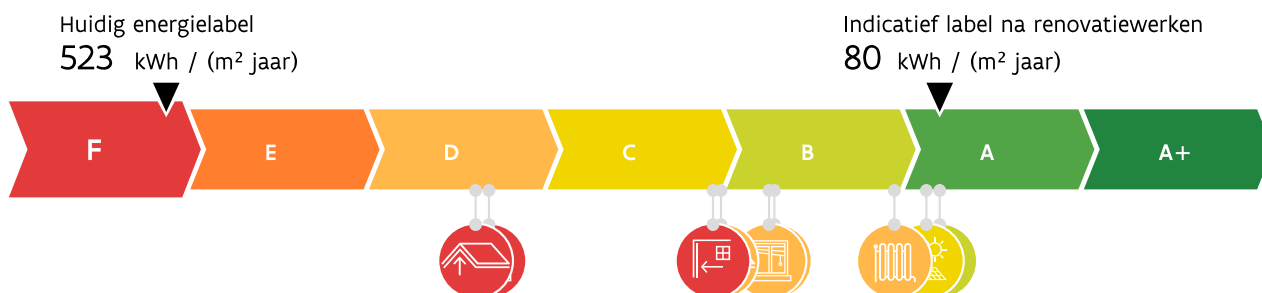 Huidig energielabel
523 kWh / (m² jaar)
Indicatief label na renovatiewerken
80 kWh / (m² jaar)
F E D C B A A+